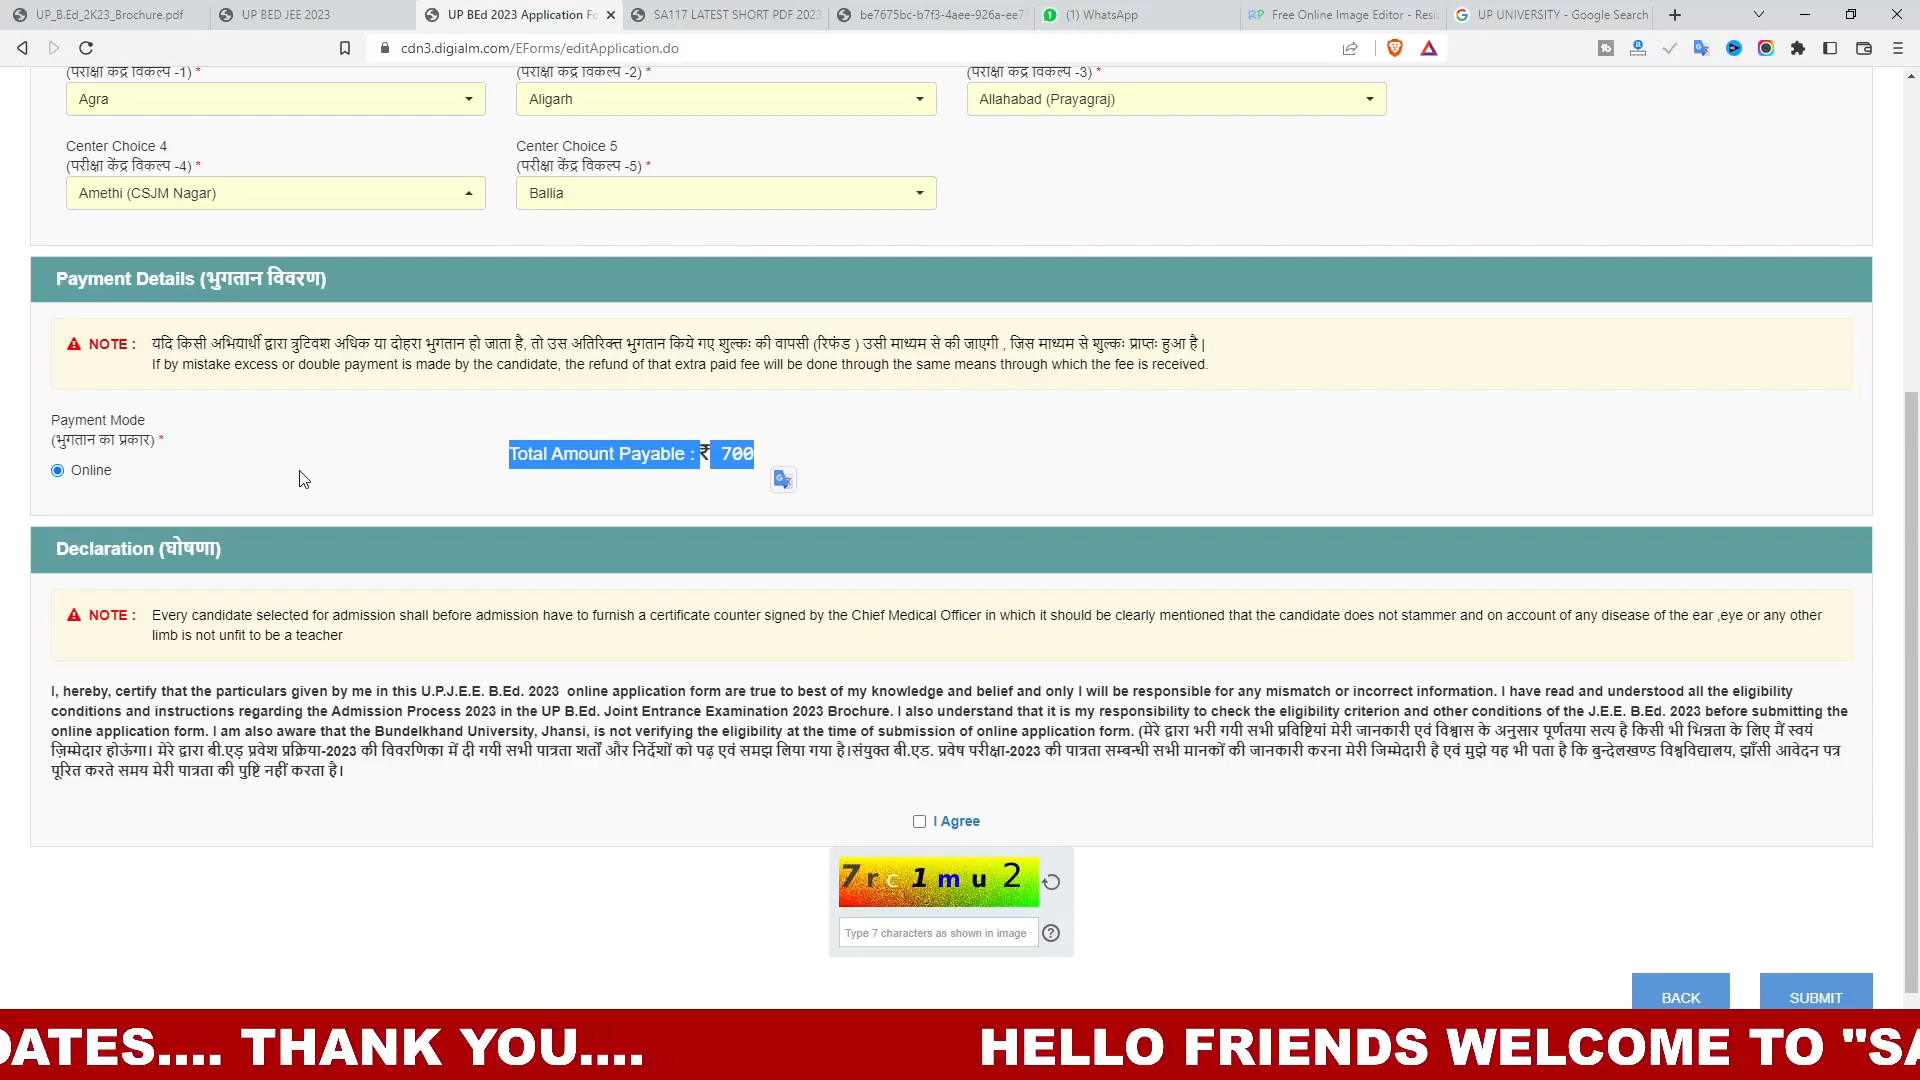 UP_B.Ed_2K23_Brochure.pdf
UP BED JEE 2023
UP BEd 2023 Application Fo
SA117 LATEST SHORT PDF 2023
be7675bc-b7f3-4aee-926a-ee7
(1) WhatsApp
Free Online Image Editor - Resiz
UP UNIVERSITY - Google Search
cdn3.digialm.com/EForms/editApplication.do
(परीक्षा केंद्र विकल्प -1) *
(परीक्षा केंद्र विकल्प -2) *
(परीक्षा केंद्र विकल्प -3) *
Agra
Aligarh
Allahabad (Prayagraj)
Center Choice 4
Center Choice 5
(परीक्षा केंद्र विकल्प -4) *
(परीक्षा केंद्र विकल्प -5) *
Amethi (CSJM Nagar)
Ballia
Payment Details (भुगतान विवरण)
NOTE : यदि किसी अभियार्थी द्वारा त्रुटिवश अधिक या दोहरा भुगतान हो जाता है, तो उस अतिरिक्त भुगतान किये गए शुल्कः की वापसी (रिफंड ) उसी माध्यम से की जाएगी , जिस माध्यम से शुल्कः प्राप्तः हुआ है |
If by mistake excess or double payment is made by the candidate, the refund of that extra paid fee will be done through the same means through which the fee is received.
Payment Mode
(भुगतान का प्रकार) *
Total Amount Payable : ₹ 700
Online
Declaration (घोषणा)
NOTE : Every candidate selected for admission shall before admission have to furnish a certificate counter signed by the Chief Medical Officer in which it should be clearly mentioned that the candidate does not stammer and on account of any disease of the ear ,eye or any other
limb is not unfit to be a teacher
I, hereby, certify that the particulars given by me in this U.P.J.E.E. B.Ed. 2023 online application form are true to best of my knowledge and belief and only I will be responsible for any mismatch or incorrect information. I have read and understood all the eligibility
conditions and instructions regarding the Admission Process 2023 in the UP B.Ed. Joint Entrance Examination 2023 Brochure. I also understand that it is my responsibility to check the eligibility criterion and other conditions of the J.E.E. B.Ed. 2023 before submitting the
online application form. I am also aware that the Bundelkhand University, Jhansi, is not verifying the eligibility at the time of submission of online application form. (मेरे द्वारा भरी गयी सभी प्रविष्टियां मेरी जानकारी एवं विश्वास के अनुसार पूर्णतया सत्य है किसी भी भिन्नता के लिए मैं स्वयं
ज़िम्मेदार होऊंगा। मेरे द्वारा बी.एड़ प्रवेश प्रक्रिया-2023 की विवरणिका में दी गयी सभी पात्रता शर्तों और निर्देशों को पढ़ एवं समझ लिया गया है।संयुक्त बी.एड. प्रवेष परीक्षा-2023 की पात्रता सम्बन्धी सभी मानकों की जानकारी करना मेरी जिम्मेदारी है एवं मुझे यह भी पता है कि बुन्देलखण्ड विश्वविद्यालय, झाँसी आवेदन पत्र
पूरित करते समय मेरी पात्रता की पुष्टि नहीं करता है।
I Agree
7rc1mu2
Type 7 characters as shown in image
BACK
SUBMIT
DATES.... THANK YOU.... HELLO FRIENDS WELCOME TO "SA